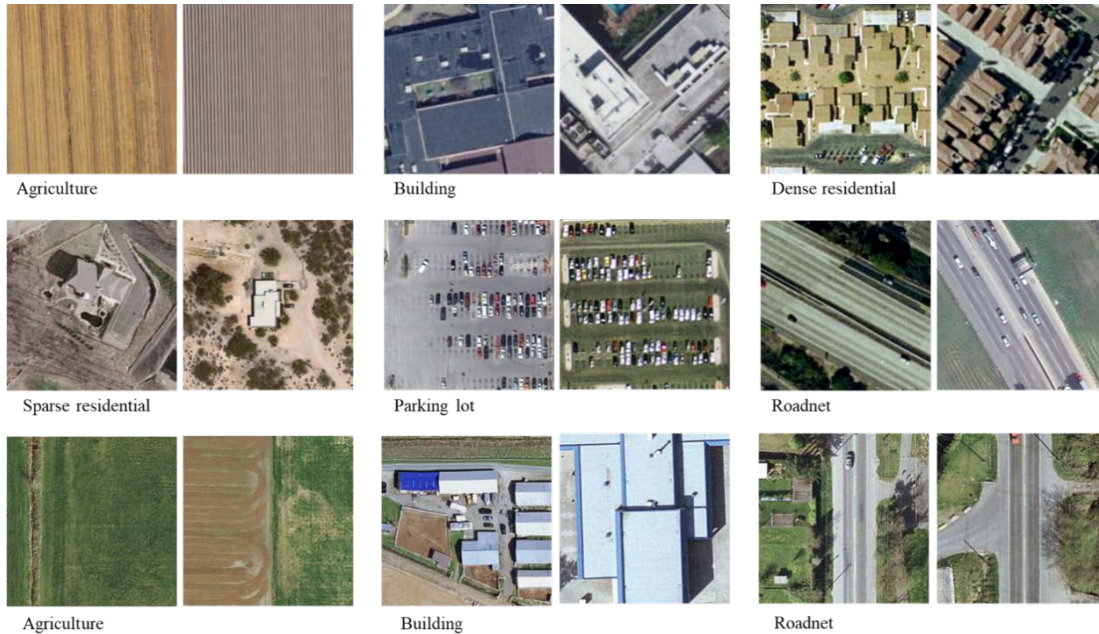 Agriculture
Building
Dense residential
Sparse residential
Parking lot
Roadnet
Agriculture
Building
Roadnet